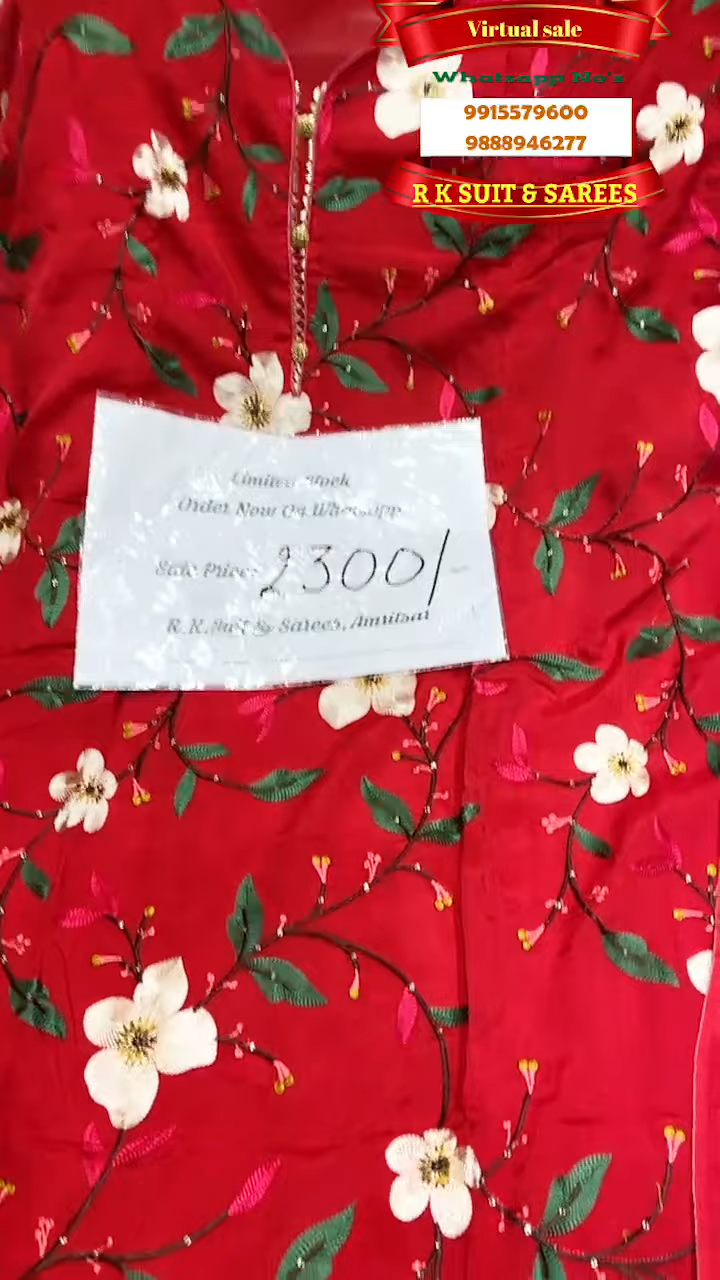 Virtual sale
Whatsapp No's
9915579600
9888946277
R K SUIT & SAREES
Limited Stock
Order Now On Whatsapp
Sale Price: 2300/-
R.K. Suit & Sarees, Amritsar